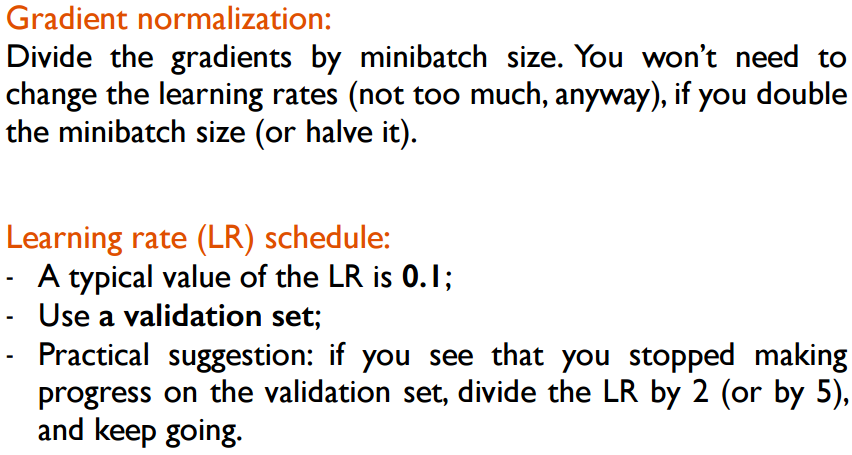 Gradient normalization:
Divide the gradients by minibatch size. You won't need to
change the learning rates (not too much, anyway), if you double
the minibatch size (or halve it).
Learning rate (LR) schedule:
- A typical value of the LR is 0.1;
- Use a validation set;
- Practical suggestion: if you see that you stopped making
progress on the validation set, divide the LR by 2 (or by 5),
and keep going.